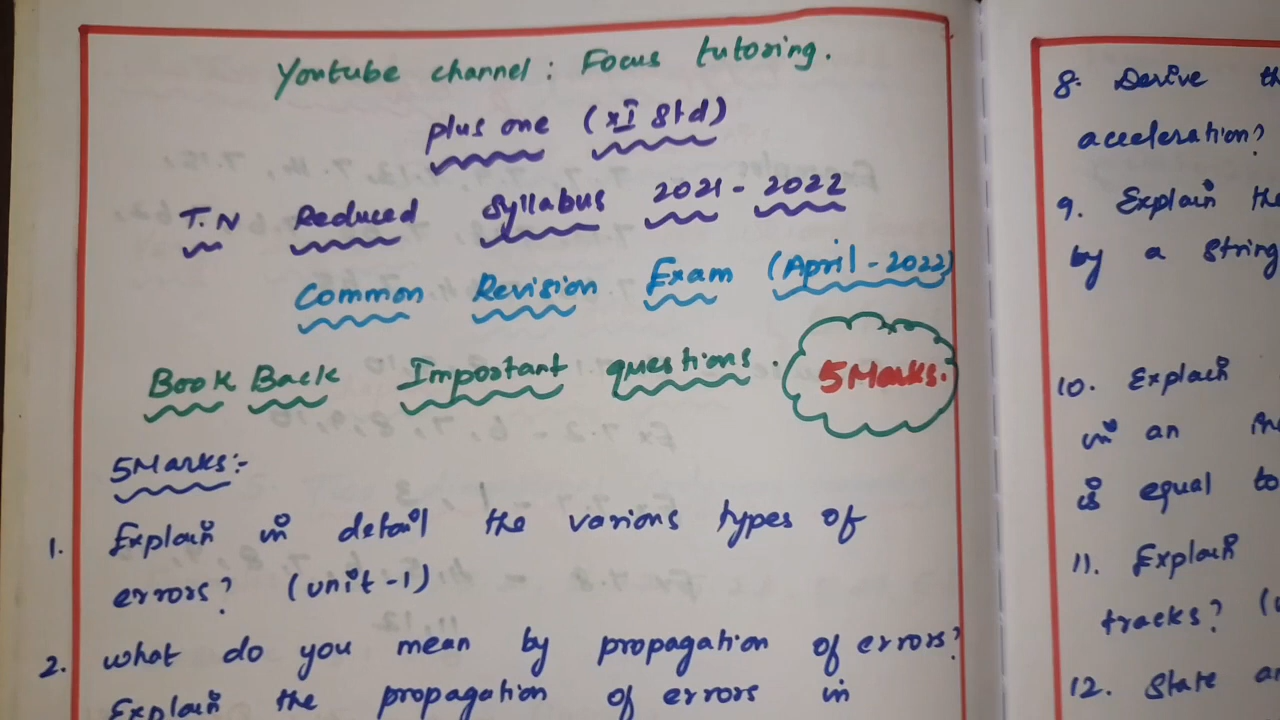 Youtube channel: Focus tutoring.
plus one (XI Std)
T.N Reduced Syllabus 2021-2022
Common Revision Exam (April-2022)
Book Back Important questions.
5Marks.
5Marks:-
1. Explain in detail the various types of
errors? (unit-1)
2. what do you mean by propagation of errors?
Explain the propagation of errors in
8. Derive th
acceleration?
9. Explain the
by a string
10. Explain
in an
is equal to
11. Explain
tracks? (
12. State